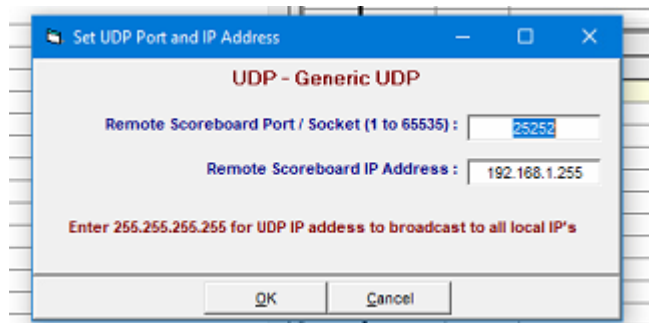 Set UDP Port and IP Address
UDP - Generic UDP
Remote Scoreboard Port / Socket (1 to 65535) : 25252
Remote Scoreboard IP Address : 192.168.1.255
Enter 255.255.255.255 for UDP IP addess to broadcast to all local IP's
OK Cancel